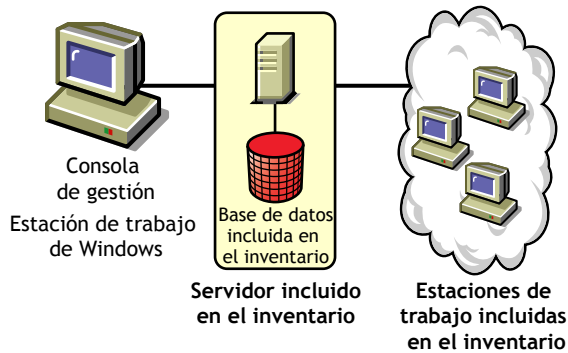 Consola
de gestión
Estación de trabajo
de Windows
Base de datos
incluida en
el inventario
Servidor incluido
en el inventario
Estaciones de
trabajo incluidas
en el inventario